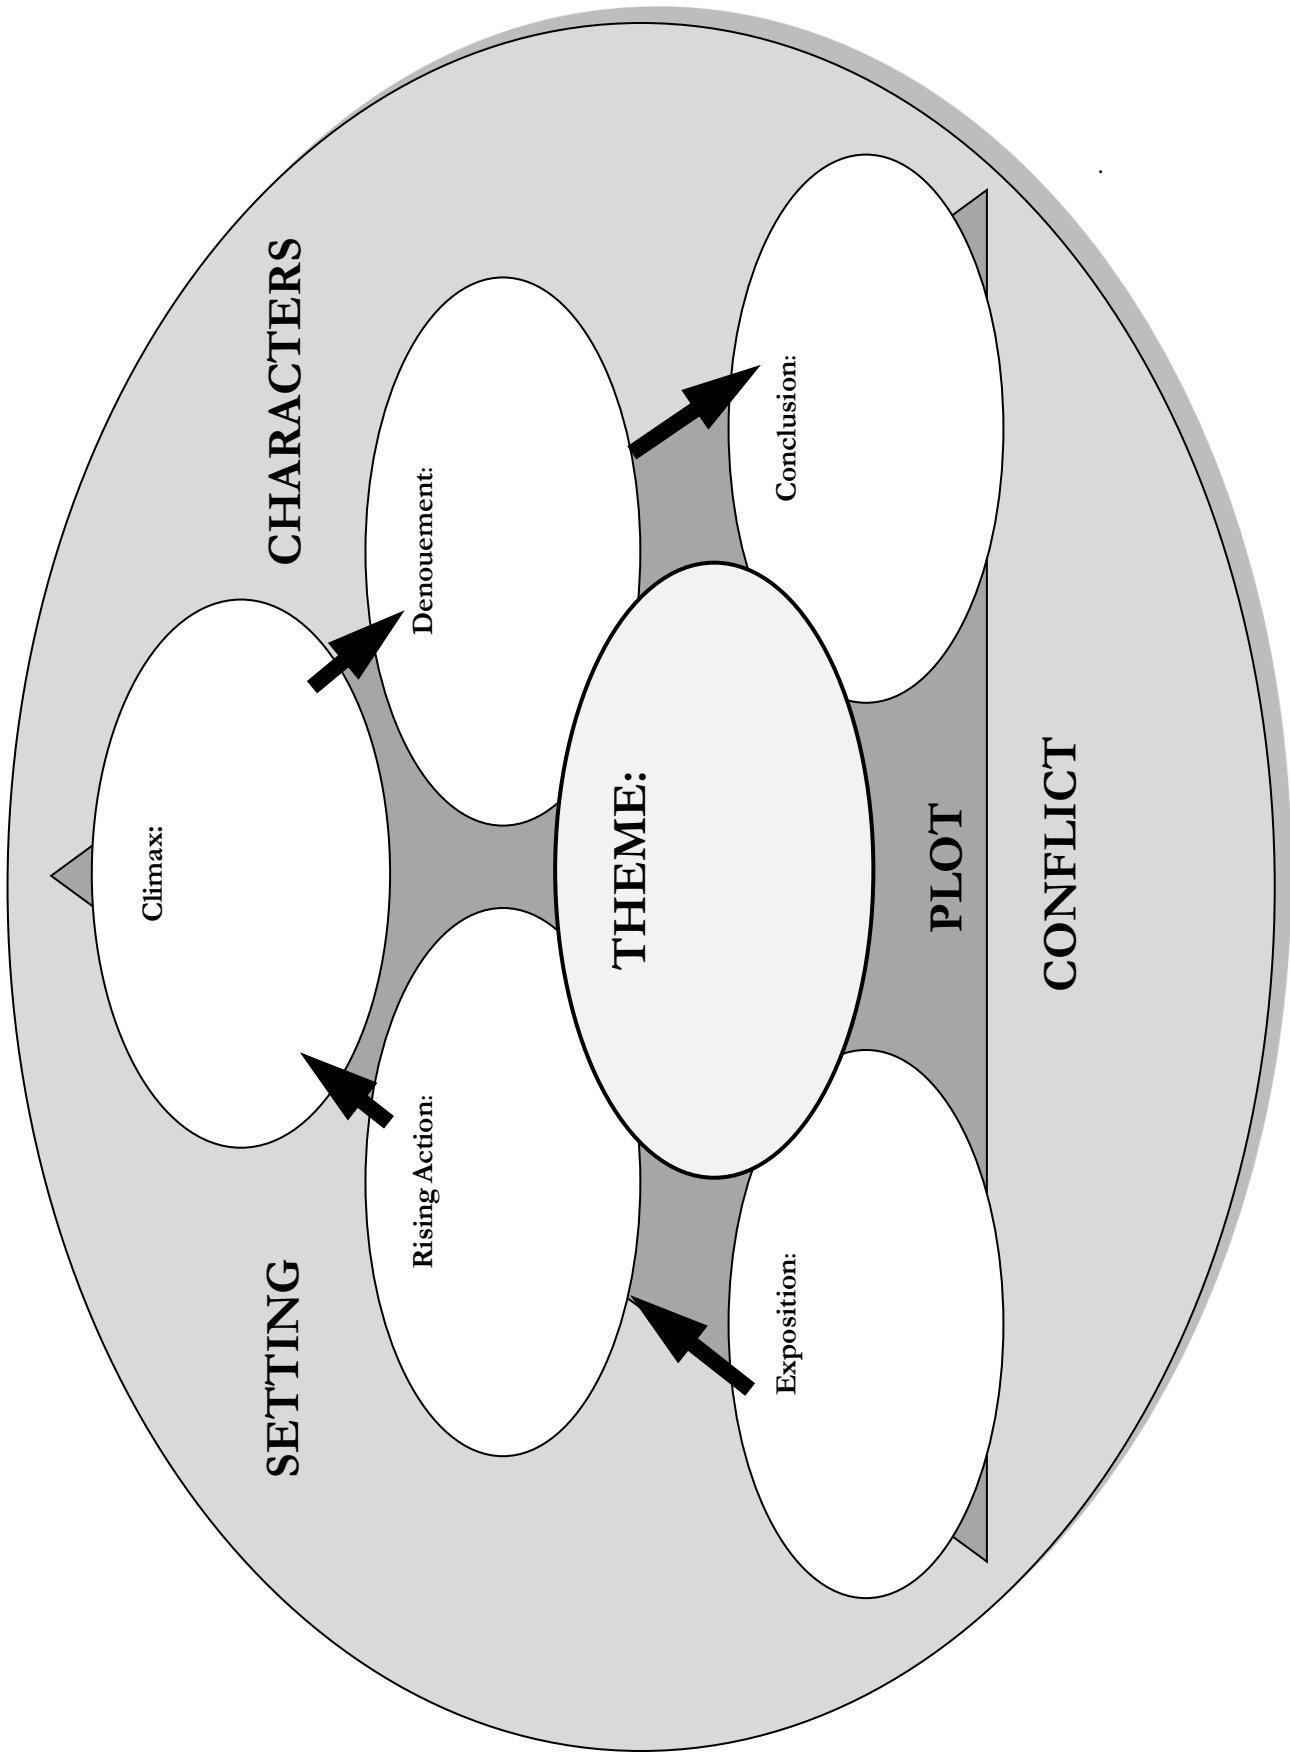 Climax:
SETTING
CHARACTERS
Rising Action:
Denouement:
THEME:
Exposition:
Conclusion:
PLOT
CONFLICT